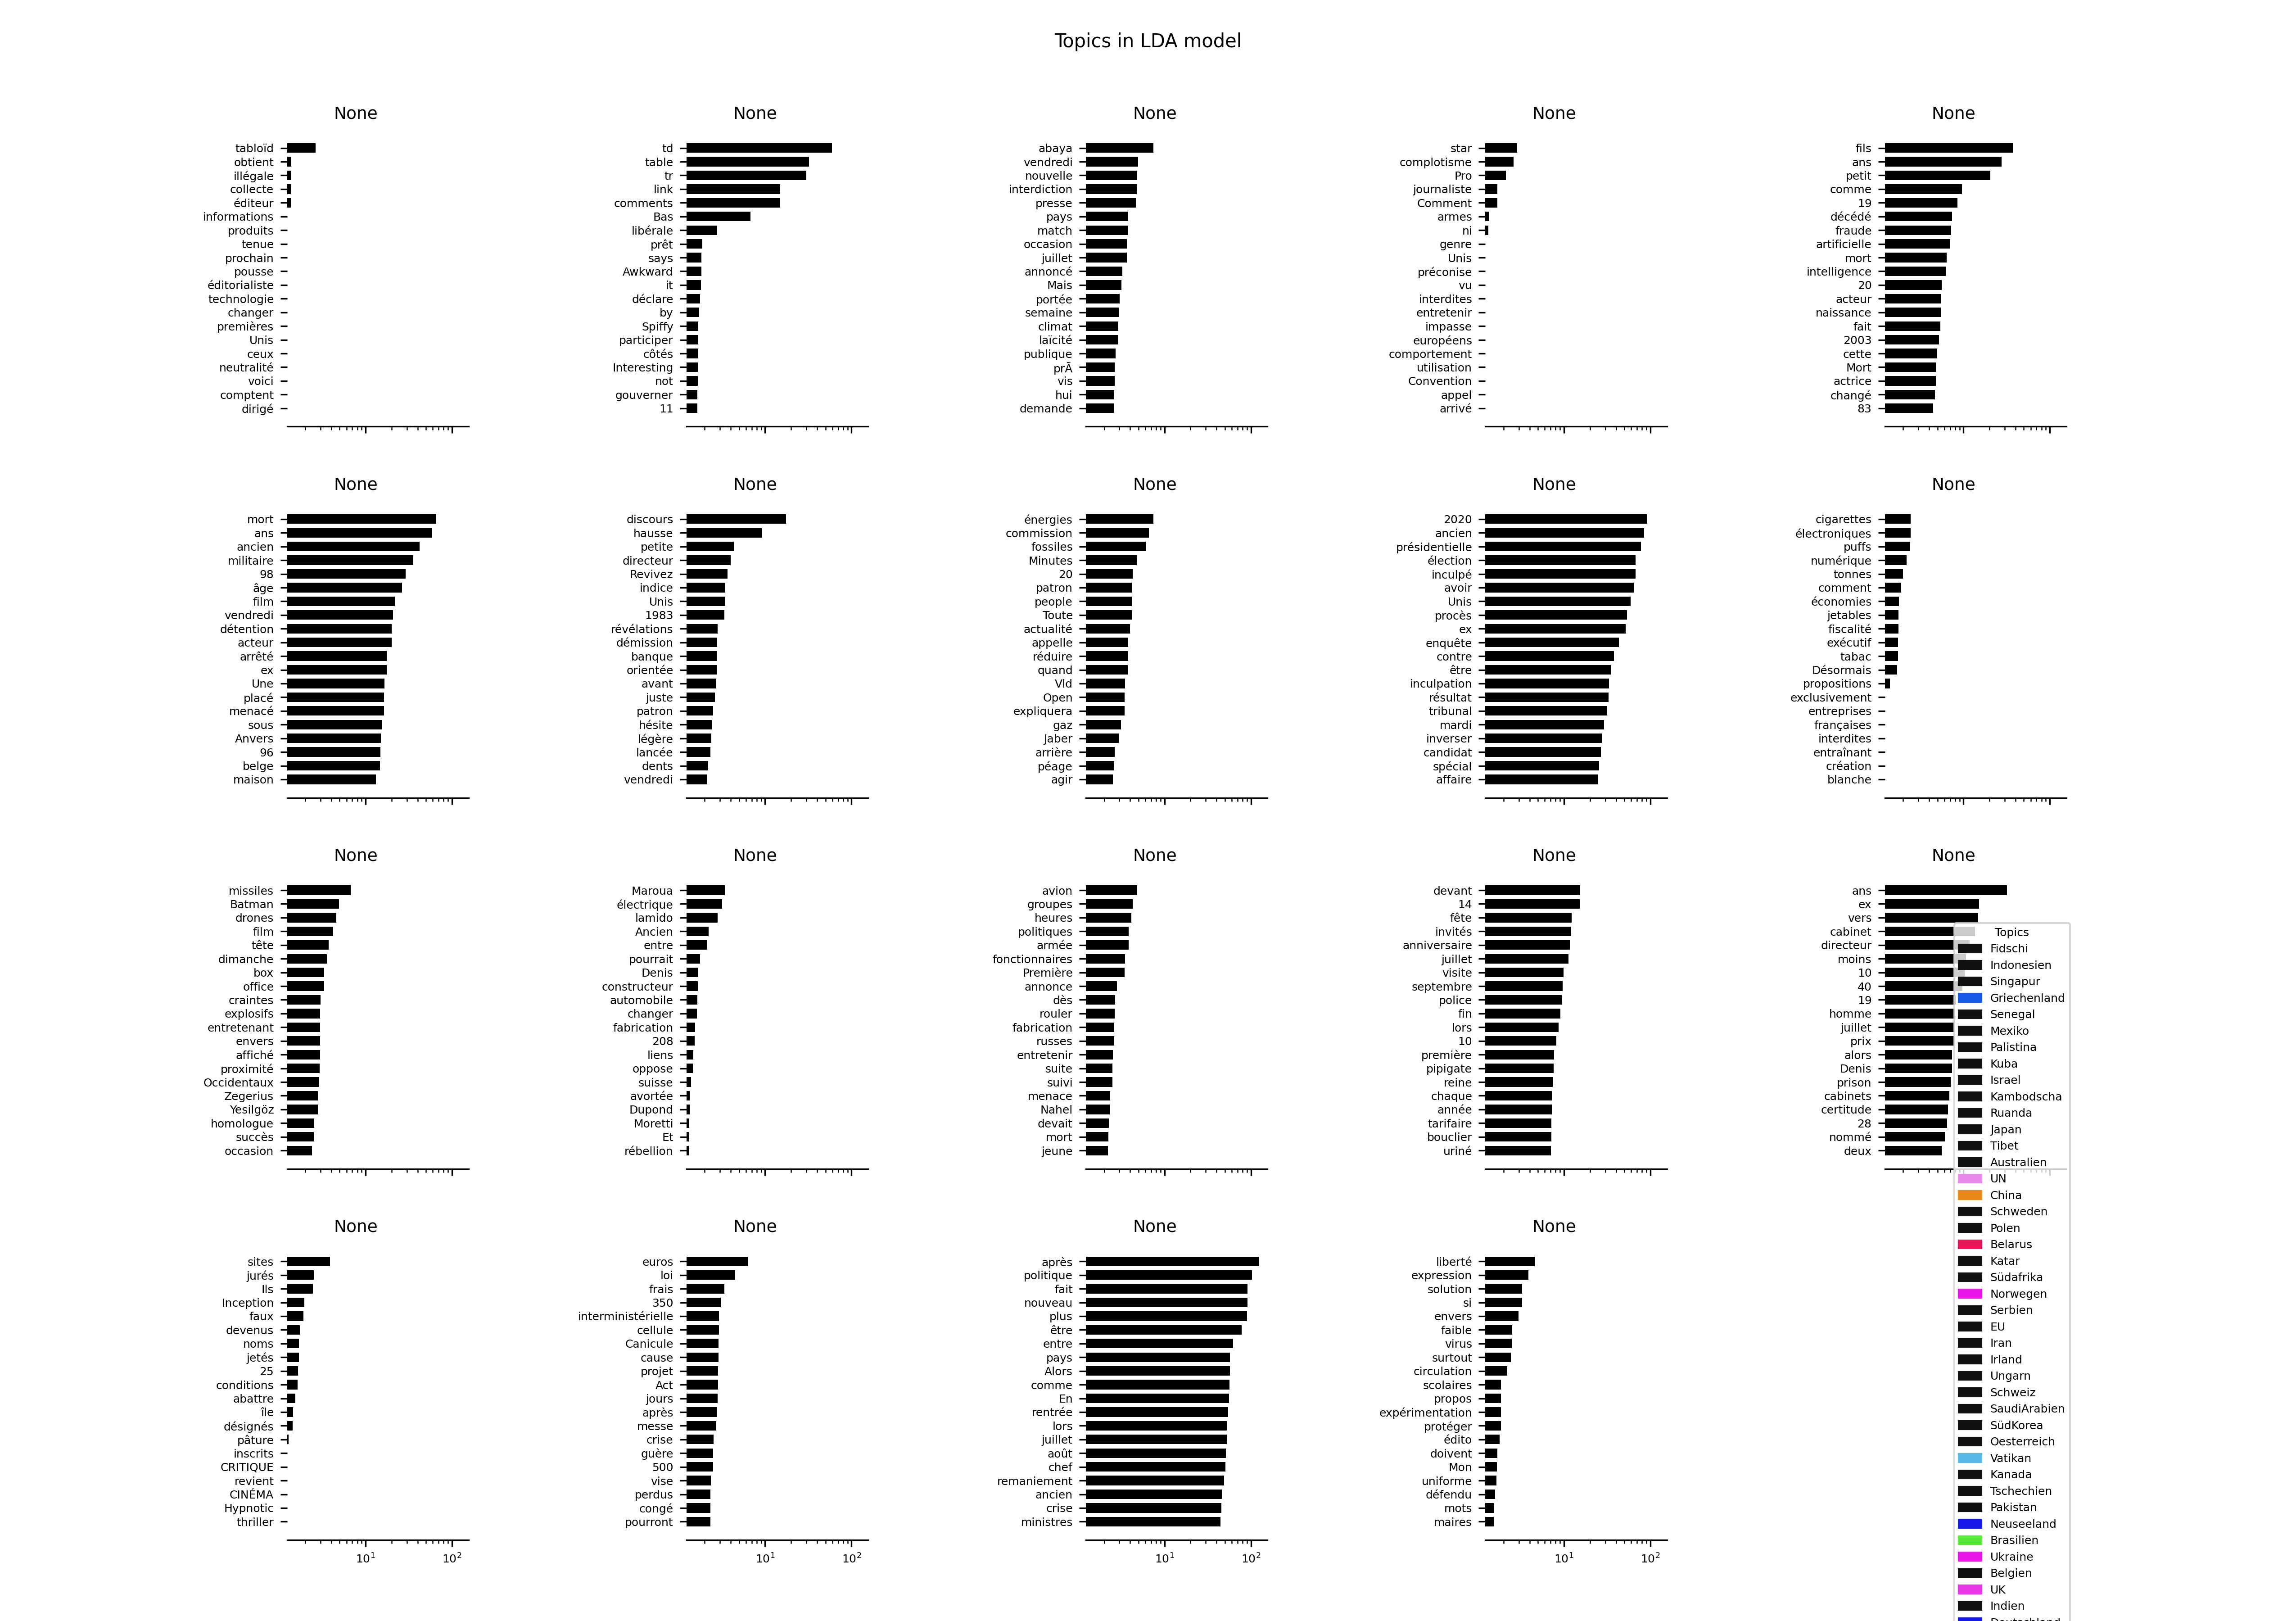 Topics in LDA model
None
tabloïd
obtient
illégale
collecte
éditeur
informations
produits
tenue
prochain
pousse
éditorialiste
technologie
changer
premières
Unis
ceux
neutralité
voici
comptent
dirigé
None
td
table
tr
link
comments
Bas
libérale
prêt
says
Awkward
it
déclare
by
Spiffy
participer
côtés
Interesting
not
gouverner
11
None
abaya
vendredi
nouvelle
interdiction
presse
pays
match
occasion
juillet
annoncé
Mais
portée
semaine
climat
laïcité
publique
prÃ
vis
hui
demande
None
star
complotisme
Pro
journaliste
Comment
armes
ni
genre
Unis
préconise
vu
interdites
entretenir
impasse
européens
comportement
utilisation
Convention
appel
arrivé
None
fils
ans
petit
comme
19
décédé
fraude
artificielle
mort
intelligence
20
acteur
naissance
fait
2003
cette
Mort
actrice
changé
83
None
mort
ans
ancien
militaire
98
âge
film
vendredi
détention
acteur
arrêté
ex
Une
placé
menacé
sous
Anvers
96
belge
maison
None
discours
hausse
petite
directeur
Revivez
indice
Unis
1983
révélations
démission
banque
orientée
avant
juste
patron
hésite
légère
lancée
dents
vendredi
None
énergies
commission
fossiles
Minutes
20
patron
people
Toute
actualité
appelle
réduire
quand
Vld
Open
expliquera
gaz
Jaber
arrière
péage
agir
None
2020
ancien
présidentielle
élection
inculpé
avoir
Unis
procès
ex
enquête
contre
être
inculpation
résultat
tribunal
mardi
inverser
candidat
spécial
affaire
None
cigarettes
électroniques
puffs
numérique
tonnes
comment
économies
jetables
fiscalité
exécutif
tabac
Désormais
propositions
exclusivement
entreprises
françaises
interdites
entraînant
création
blanche
None
missiles
Batman
drones
film
tête
dimanche
box
office
craintes
explosifs
entretenant
envers
affiché
proximité
Occidentaux
Zegerius
Yesilgöz
homologue
succès
occasion
None
Maroua
électrique
lamido
Ancien
entre
pourrait
Denis
constructeur
automobile
changer
fabrication
208
liens
oppose
suisse
avortée
Dupond
Moretti
Et
rébellion
None
avion
groupes
heures
politiques
armée
fonctionnaires
Première
annonce
dès
rouler
fabrication
russes
entretenir
suite
suivi
menace
Nahel
devait
mort
jeune
None
devant
14
fête
invités
anniversaire
juillet
visite
septembre
police
fin
lors
10
première
pipigate
reine
chaque
année
tarifaire
bouclier
uriné
None
ans
ex
vers
cabinet
directeur
moins
10
40
19
homme
juillet
prix
alors
Denis
prison
cabinets
certitude
28
nommé
deux
Topics
Fidschi
Indonesien
Singapur
Griechenland
Senegal
Mexiko
Palistina
Kuba
Israel
Kambodscha
Ruanda
Japan
Tibet
Australien
UN
China
Schweden
Polen
Belarus
Katar
Südafrika
Norwegen
Serbien
EU
Iran
Irland
Ungarn
Schweiz
SaudiArabien
SüdKorea
Oesterreich
Vatikan
Kanada
Tschechien
Pakistan
Neuseeland
Brasilien
Ukraine
Belgien
UK
Indien
None
sites
jurés
Ils
Inception
faux
devenus
noms
jetés
25
conditions
abattre
île
désignés
pâture
inscrits
CRITIQUE
revient
CINÉMA
Hypnotic
thriller
10¹ 10²
None
euros
loi
frais
350
interministérielle
cellule
Canicule
cause
projet
Act
jours
après
messe
crise
guère
500
vise
perdus
congé
pourront
10¹ 10²
None
après
politique
fait
nouveau
plus
être
entre
pays
Alors
comme
En
rentrée
lors
juillet
août
chef
remaniement
ancien
crise
ministres
10¹ 10²
None
liberté
expression
solution
si
envers
faible
virus
surtout
circulation
scolaires
propos
expérimentation
protéger
édito
doivent
Mon
uniforme
défendu
mots
maires
10¹ 10²